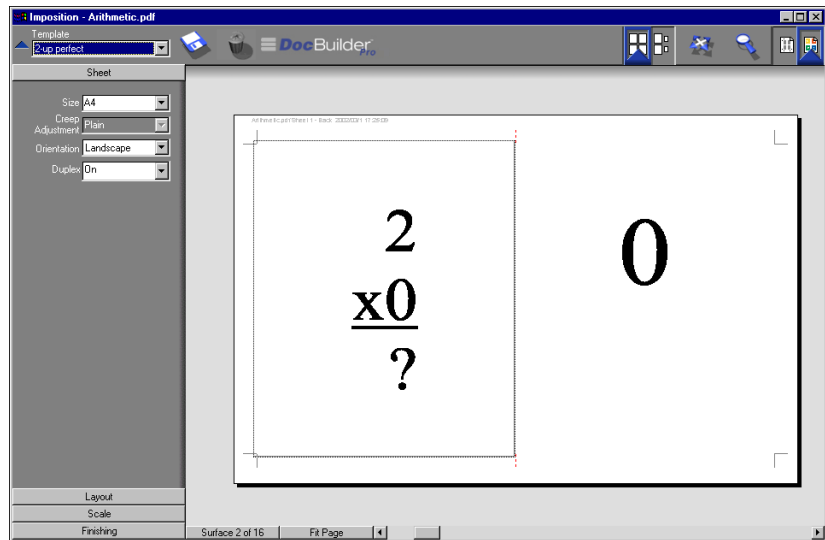 Imposition - Arithmetic.pdf
Template
2-up perfect
DocBuilder Pro
Sheet
Size A4
Creep Adjustment Plain
Orientation Landscape
Duplex On
2
x0
?
0
Layout
Scale
Finishing
Surface 2 of 16
Fit Page